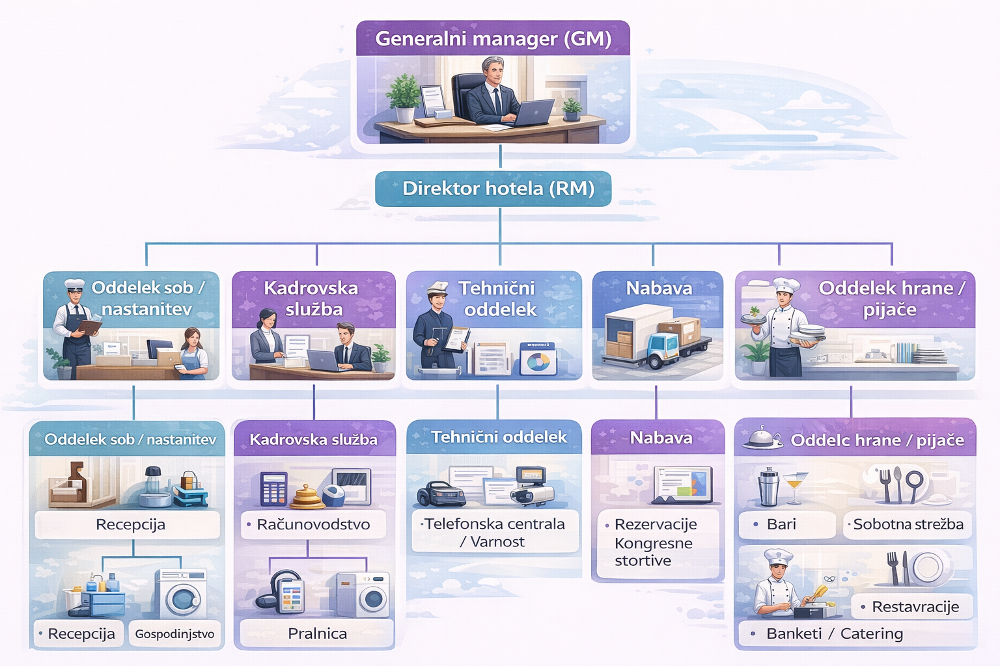 Generalni manager (GM)
Direktor hotela (RM)
Oddelek sob /
nastanitev
Kadrovska
služba
Tehnični
oddelek
Nabava
Oddelek hrane /
pijače
Oddelek sob / nastanitev
Recepcija
• Recepcija
Gospodinjstvo
Kadrovska služba
• Računovodstvo
Pralnica
Tehnični oddelek
·Telefonska centrala
/ Varnost
Nabava
• Rezervacije
Kongresne
stortive
Oddelc hrane / pijače
• Bari
·Sobotna strežba
• Restavracije
• Banketi / Catering